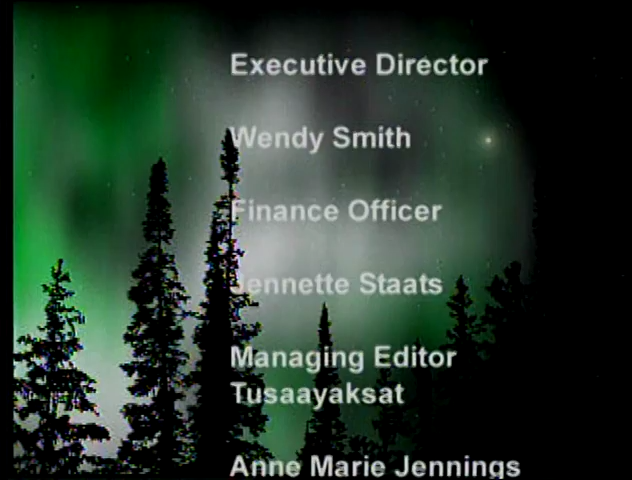 Executive Director
Wendy Smith
Finance Officer
Jennette Staats
Managing Editor
Tusaayaksat
Anne Marie Jennings